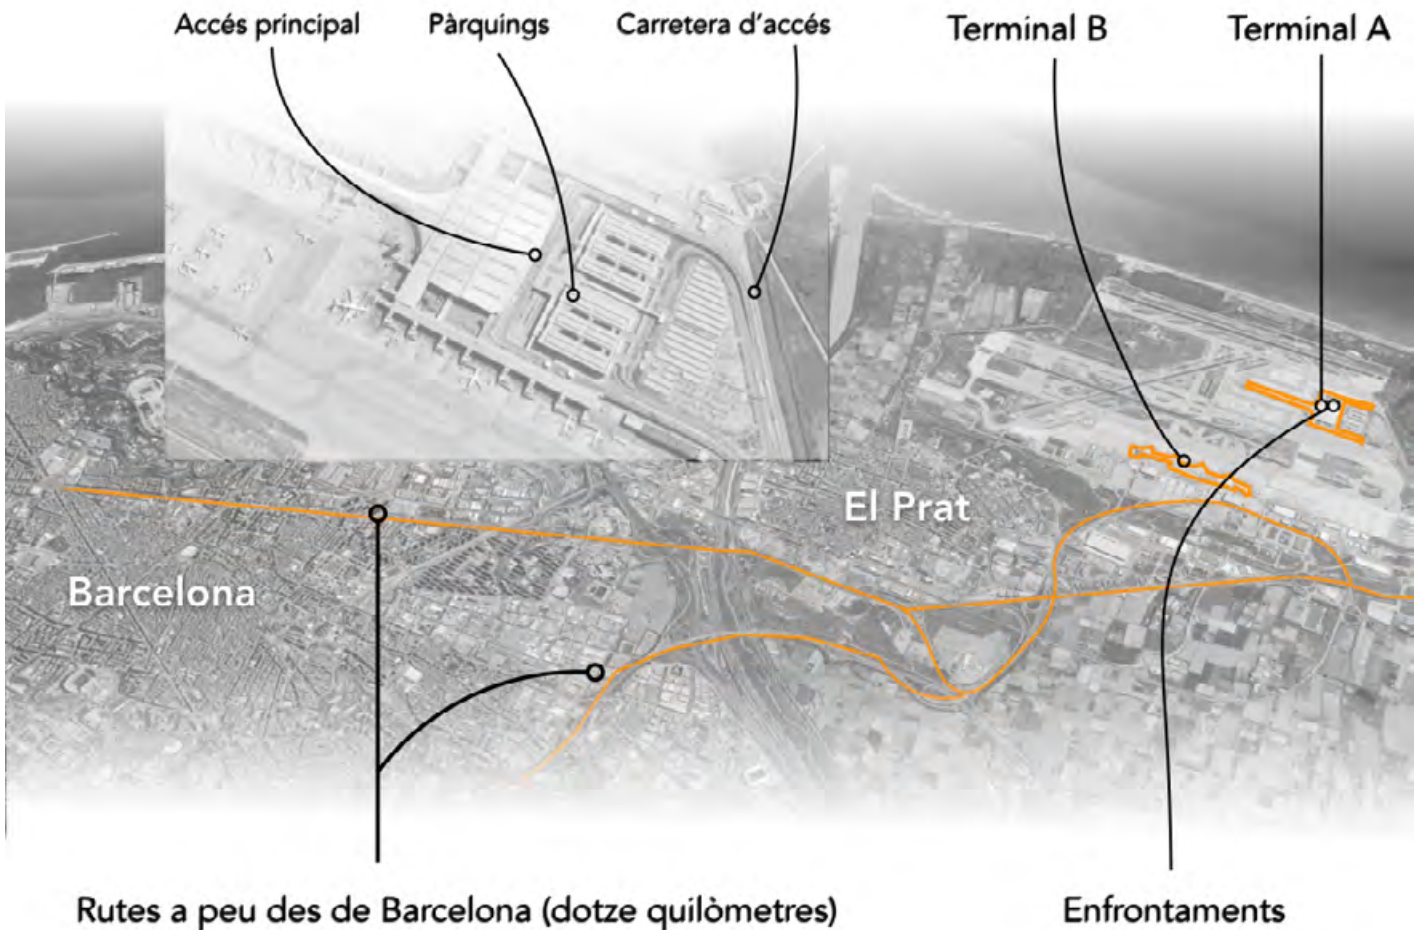 Accés principal
Pàrquings
Carretera d’accés
Terminal B
Terminal A
El Prat
Barcelona
Rutes a peu des de Barcelona (dotze quilòmetres)
Enfrontaments